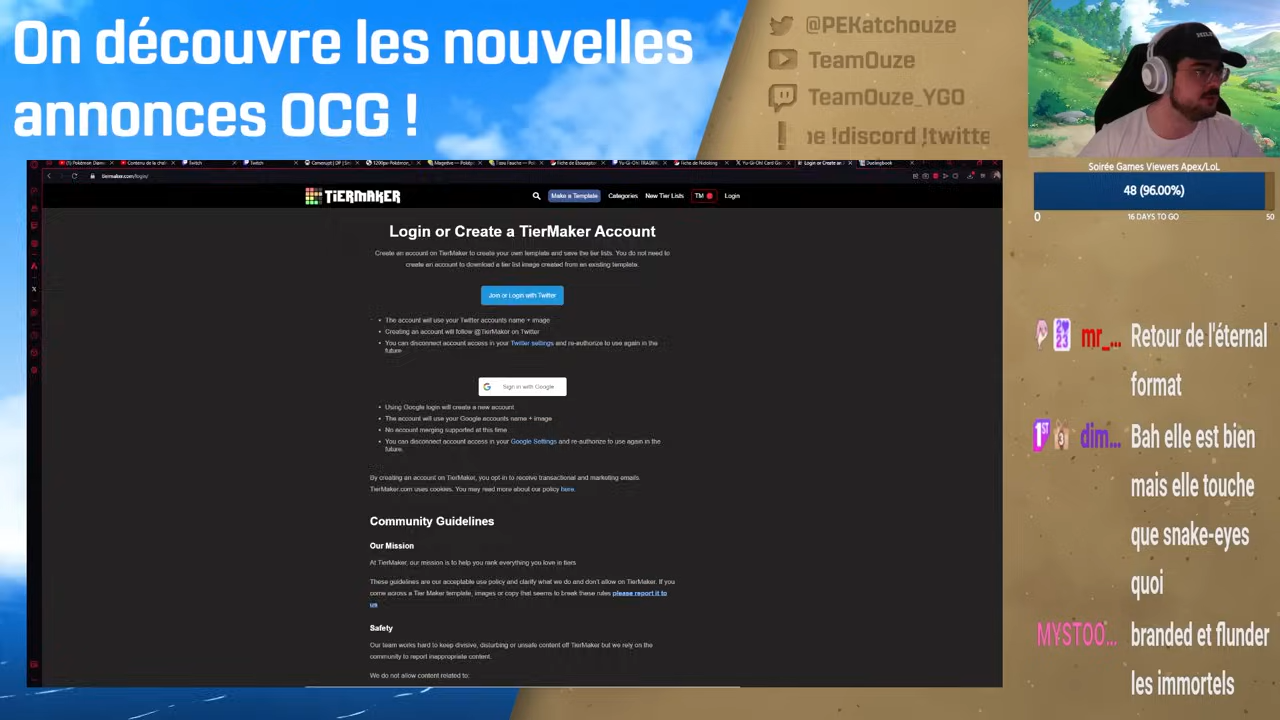 On découvre les nouvelles
annonces OCG !
@PEKatchouze
TeamOuze
TeamOuze_YGO
be !discord !twitte
Soirée Games Viewers Apex/LoL
48 (96.00%)
0
16 DAYS TO GO
50
Twitch
Twitch
tiermaker.com/login/
TiERMAKER
Make a Template
Categories
New Tier Lists
TM
Login
Login or Create a TierMaker Account
Create an account on TierMaker to create your own template and save the tier lists. You do not need to
create an account to download a tier list image created from an existing template.
Join or Login with Twitter
• The account will use your Twitter accounts name + image
• Creating an account will follow @TierMaker on Twitter
• You can disconnect account access in your Twitter settings and re-authorize to use again in the
future.
Sign in with Google
• Using Google login will create a new account
• The account will use your Google accounts name + image
• No account merging supported at this time
• You can disconnect account access in your Google Settings and re-authorize to use again in the
future.
By creating an account on TierMaker, you opt-in to receive transactional and marketing emails.
TierMaker.com uses cookies. You may read more about our policy here.
Community Guidelines
Our Mission
At TierMaker, our mission is to help you rank everything you love in tiers
These guidelines are our acceptable use policy and clarify what we do and don't allow on TierMaker. If you
come across a Tier Maker template, images or copy that seems to break these rules please report it to
us
Safety
Our team works hard to keep divisive, disturbing or unsafe content off TierMaker but we rely on the
community to report inappropriate content.
We do not allow content related to:
mr_... Retour de l'éternal
format
dim... Bah elle est bien
mais elle touche
que snake-eyes
quoi
MYSTOO... branded et flunder
les immortels